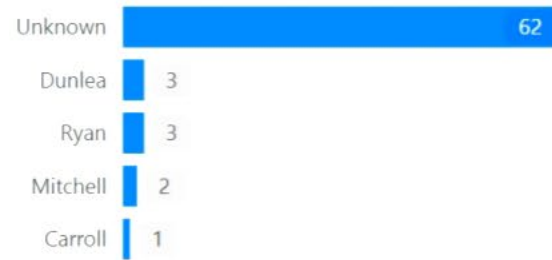 Unknown 62
Dunlea 3
Ryan 3
Mitchell 2
Carroll 1